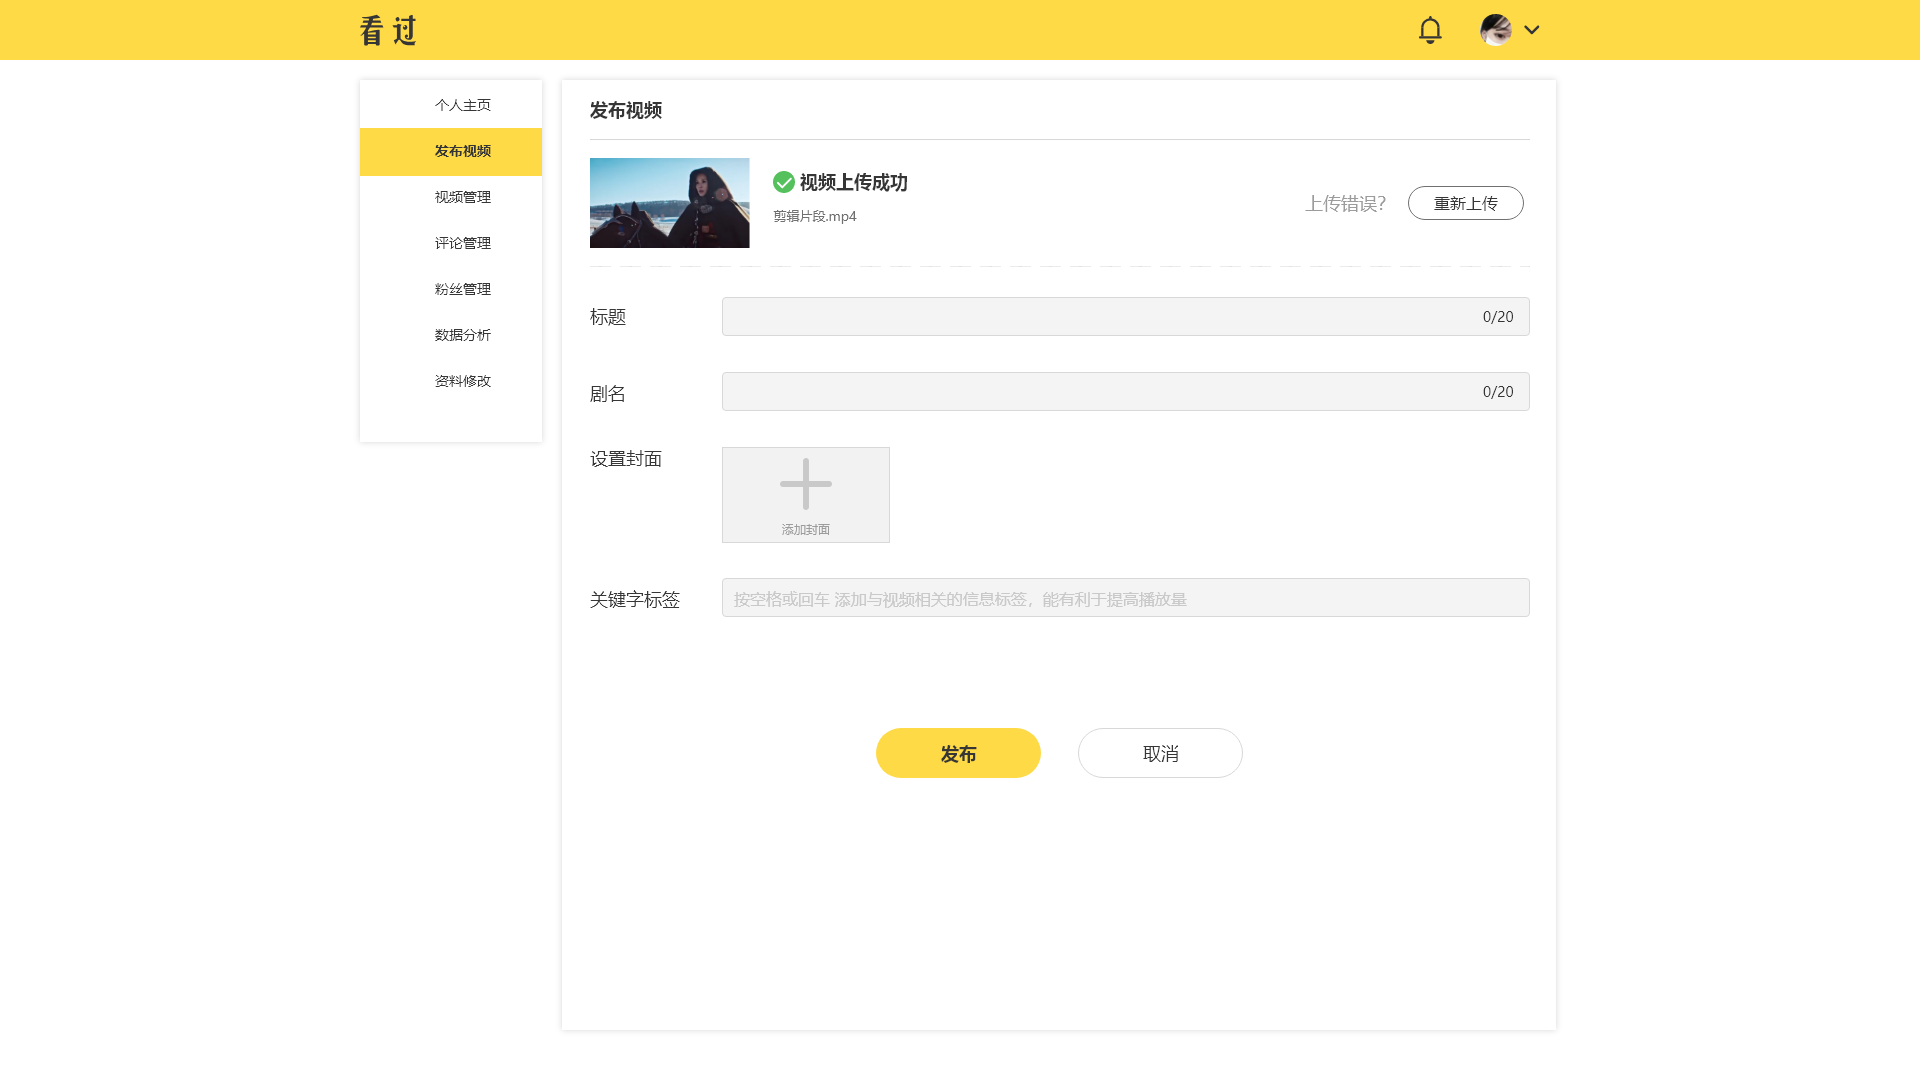 看过
个人主页
发布视频
视频管理
评论管理
粉丝管理
数据分析
资料修改
发布视频
视频上传成功
剪辑片段.mp4
上传错误?
重新上传
标题
0/20
剧名
0/20
设置封面
添加封面
关键字标签
按空格或回车 添加与视频相关的信息标签，能有利于提高播放量
发布
取消